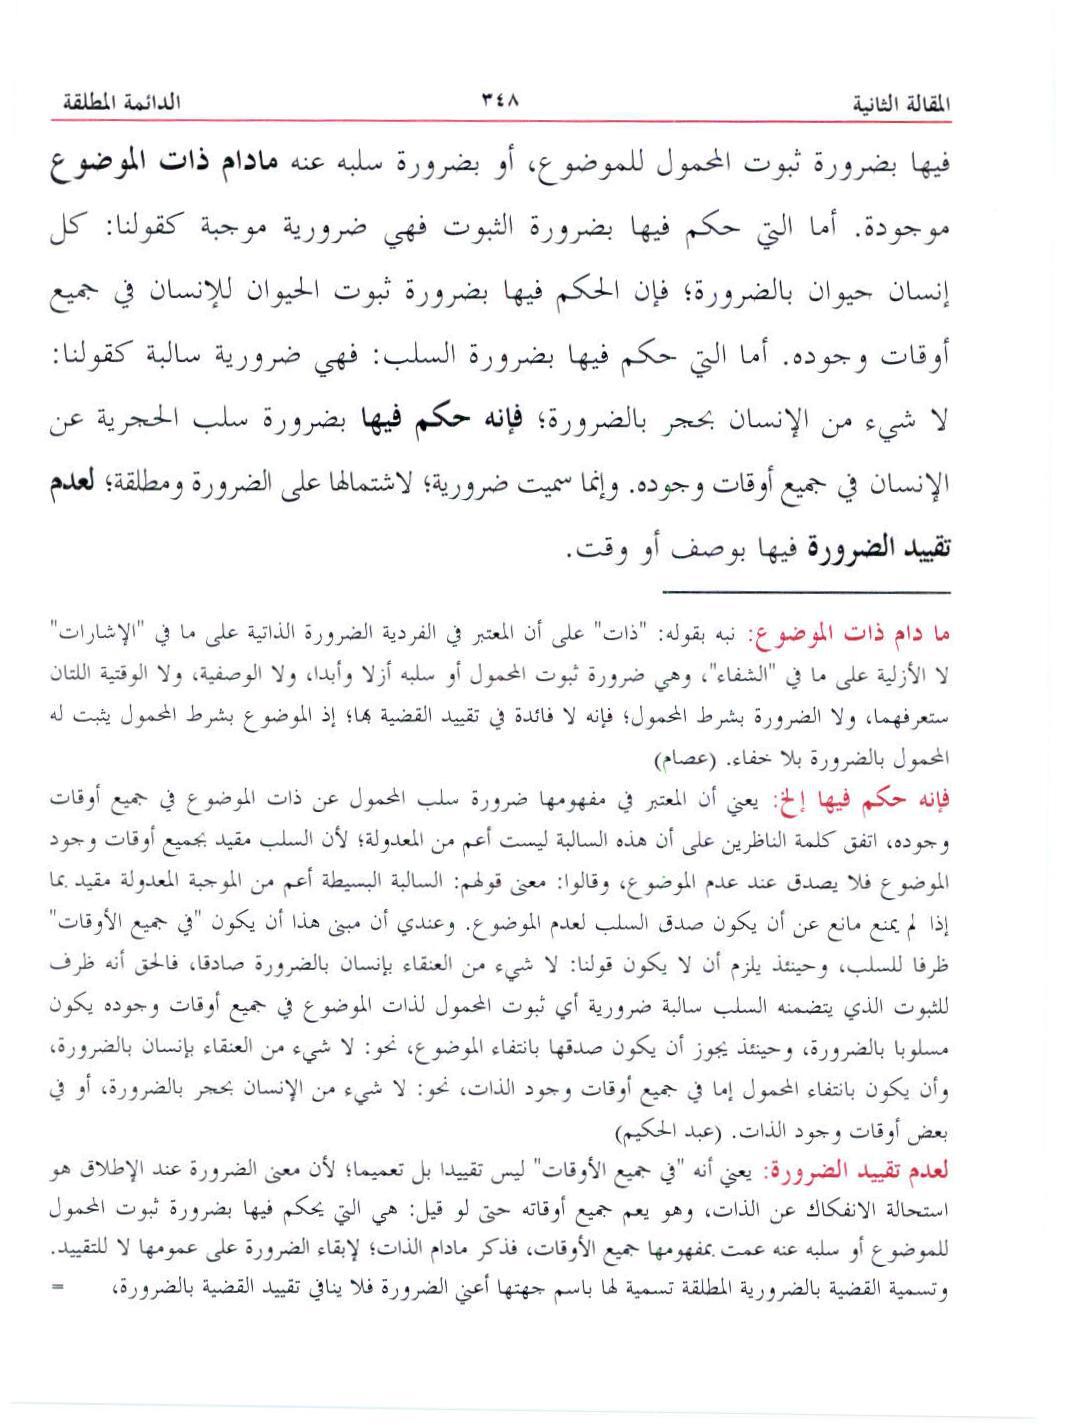 المقالة الثانية ٣٤٨ الدائمة المطلقة
فيها بضرورة ثبوت المحمول للموضوع، أو بضرورة سلبه عنه مادام ذات الموضوع
موجودة. أما التي حكم فيها بضرورة الثبوت فهي ضرورية موجبة كقولنا: كل
إنسان حيوان بالضرورة؛ فإن الحكم فيها بضرورة ثبوت الحيوان للإنسان في جميع
أوقات وجوده. أما التي حكم فيها بضرورة السلب: فهي ضرورية سالبة كقولنا:
لا شيء من الإنسان بحجر بالضرورة؛ فإنه حكم فيها بضرورة سلب الحجرية عن
الإنسان في جميع أوقات وجوده. وإنما سميت ضرورية؛ لاشتمالها على الضرورة ومطلقة؛ لعدم
تقييد الضرورة فيها بوصف أو وقت.
ما دام ذات الموضوع: نبه بقوله: "ذات" على أن المعتبر في الفردية الضرورة الذاتية على ما في "الإشارات"
لا الأزلية على ما في "الشفاء"، وهي ضرورة ثبوت المحمول أو سلبه أزلا وأبدا، ولا الوصفية، ولا الوقتية اللتان
ستعرفهما، ولا الضرورة بشرط المحمول؛ فإنه لا فائدة في تقييد القضية بها؛ إذ الموضوع بشرط المحمول يثبت له
المحمول بالضرورة بلا خفاء. (عصام)
فإنه حكم فيها إلخ: يعني أن المعتبر في مفهومها ضرورة سلب المحمول عن ذات الموضوع في جميع أوقات
وجوده، اتفق كلمة الناظرين على أن هذه السالبة ليست أعم من المعدولة؛ لأن السلب مقيد بجميع أوقات وجود
الموضوع فلا يصدق عند عدم الموضوع، وقالوا: معنى قولهم: السالبة البسيطة أعم من الموجبة المعدولة مقيد بما
إذا لم يمنع مانع عن أن يكون صدق السلب لعدم الموضوع. وعندي أن مبنى هذا أن يكون "في جميع الأوقات"
ظرفا للسلب، وحينئذ يلزم أن لا يكون قولنا: لا شيء من العنقاء بإنسان بالضرورة صادقا، فالحق أنه ظرف
للثبوت الذي يتضمنه السلب سالبة ضرورية أي ثبوت المحمول لذات الموضوع في جميع أوقات وجوده يكون
مسلوبا بالضرورة، وحينئذ يجوز أن يكون صدقها بانتفاء الموضوع، نحو: لا شيء من العنقاء بإنسان بالضرورة،
وأن يكون بانتفاء المحمول إما في جميع أوقات وجود الذات، نحو: لا شيء من الإنسان بحجر بالضرورة، أو في
بعض أوقات وجود الذات. (عبد الحكيم)
لعدم تقييد الضرورة: يعني أنه "في جميع الأوقات" ليس تقييدا بل تعميما؛ لأن معنى الضرورة عند الإطلاق هو
استحالة الانفكاك عن الذات، وهو يعم جميع أوقاته حتى لو قيل: هي التي يحكم فيها بضرورة ثبوت المحمول
للموضوع أو سلبه عنه عمت بمفهومها جميع الأوقات، فذكر مادام الذات؛ لإبقاء الضرورة على عمومها لا للتقييد.
وتسمية القضية بالضرورية المطلقة تسمية لها باسم جهتها أعني الضرورة فلا ينافي تقييد القضية بالضرورة، =